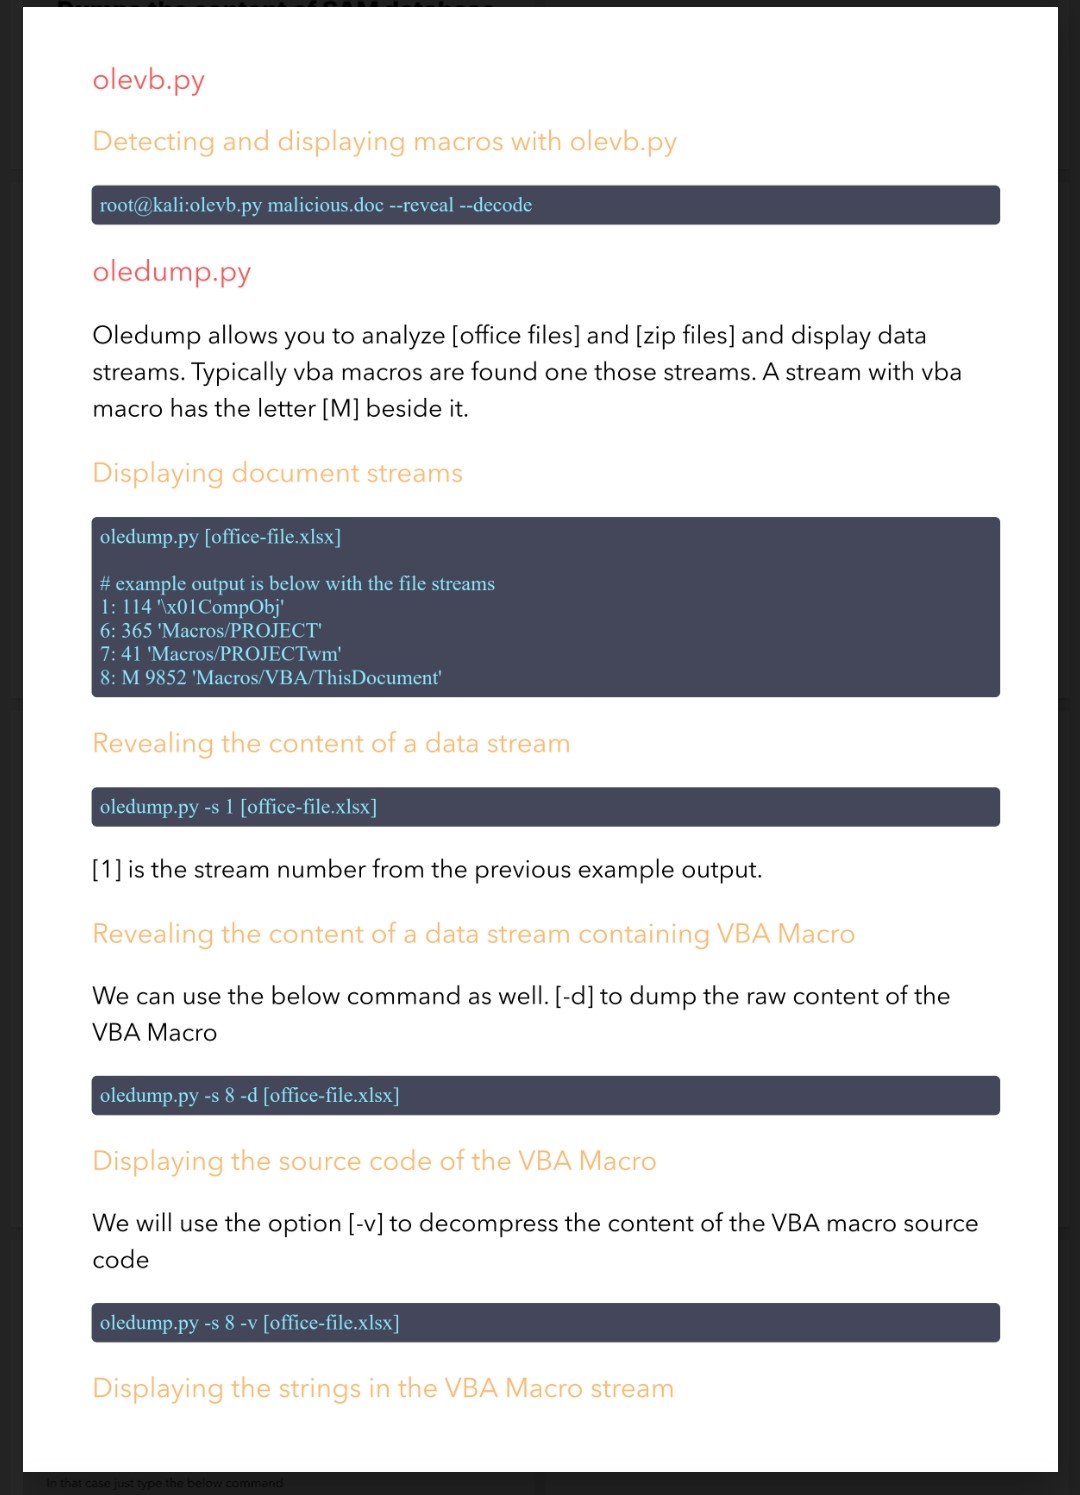 olevb.py
Detecting and displaying macros with olevb.py
root@kali:olevb.py malicious.doc --reveal --decode
oledump.py
Oledump allows you to analyze [office files] and [zip files] and display data
streams. Typically vba macros are found one those streams. A stream with vba
macro has the letter [M] beside it.
Displaying document streams
oledump.py [office-file.xlsx]
# example output is below with the file streams
1: 114 '\x01CompObj'
6: 365 'Macros/PROJECT'
7: 41 'Macros/PROJECTwm'
8: M 9852 'Macros/VBA/ThisDocument'
Revealing the content of a data stream
oledump.py -s 1 [office-file.xlsx]
[1] is the stream number from the previous example output.
Revealing the content of a data stream containing VBA Macro
We can use the below command as well. [-d] to dump the raw content of the
VBA Macro
oledump.py -s 8 -d [office-file.xlsx]
Displaying the source code of the VBA Macro
We will use the option [-v] to decompress the content of the VBA macro source
code
oledump.py -s 8 -v [office-file.xlsx]
Displaying the strings in the VBA Macro stream
In that case just type the below command